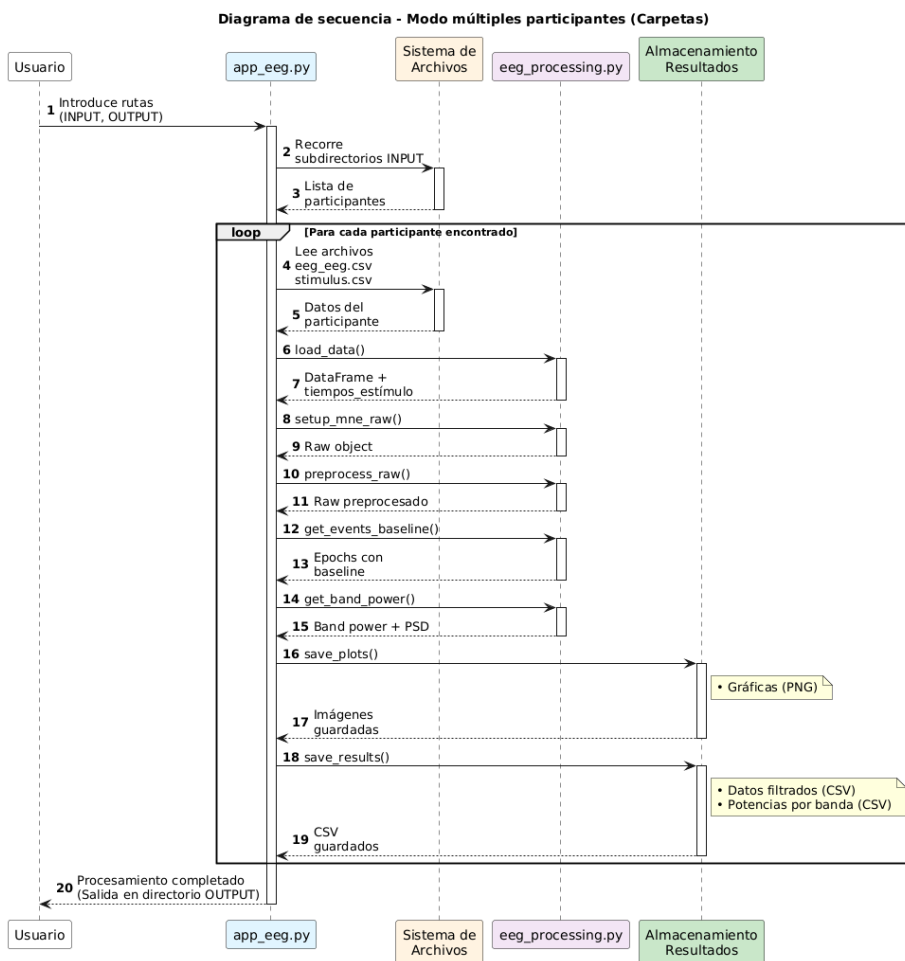 Diagrama de secuencia - Modo múltiples participantes (Carpetas)
Usuario
app_eeg.py
Sistema de
Archivos
eeg_processing.py
Almacenamiento
Resultados
1 Introduce rutas
(INPUT, OUTPUT)
2 Recorre
subdirectorios INPUT
3 Lista de
participantes
loop [Para cada participante encontrado]
4 Lee archivos
eeg_eeg.csv
stimulus.csv
5 Datos del
participante
6 load_data()
7 DataFrame +
tiempos_estímulo
8 setup_mne_raw()
9 Raw object
10 preprocess_raw()
11 Raw preprocesado
12 get_events_baseline()
13 Epochs con
baseline
14 get_band_power()
15 Band power + PSD
16 save_plots()
• Gráficas (PNG)
17 Imágenes
guardadas
18 save_results()
• Datos filtrados (CSV)
• Potencias por banda (CSV)
19 CSV
guardados
20 Procesamiento completado
(Salida en directorio OUTPUT)
Usuario
app_eeg.py
Sistema de
Archivos
eeg_processing.py
Almacenamiento
Resultados